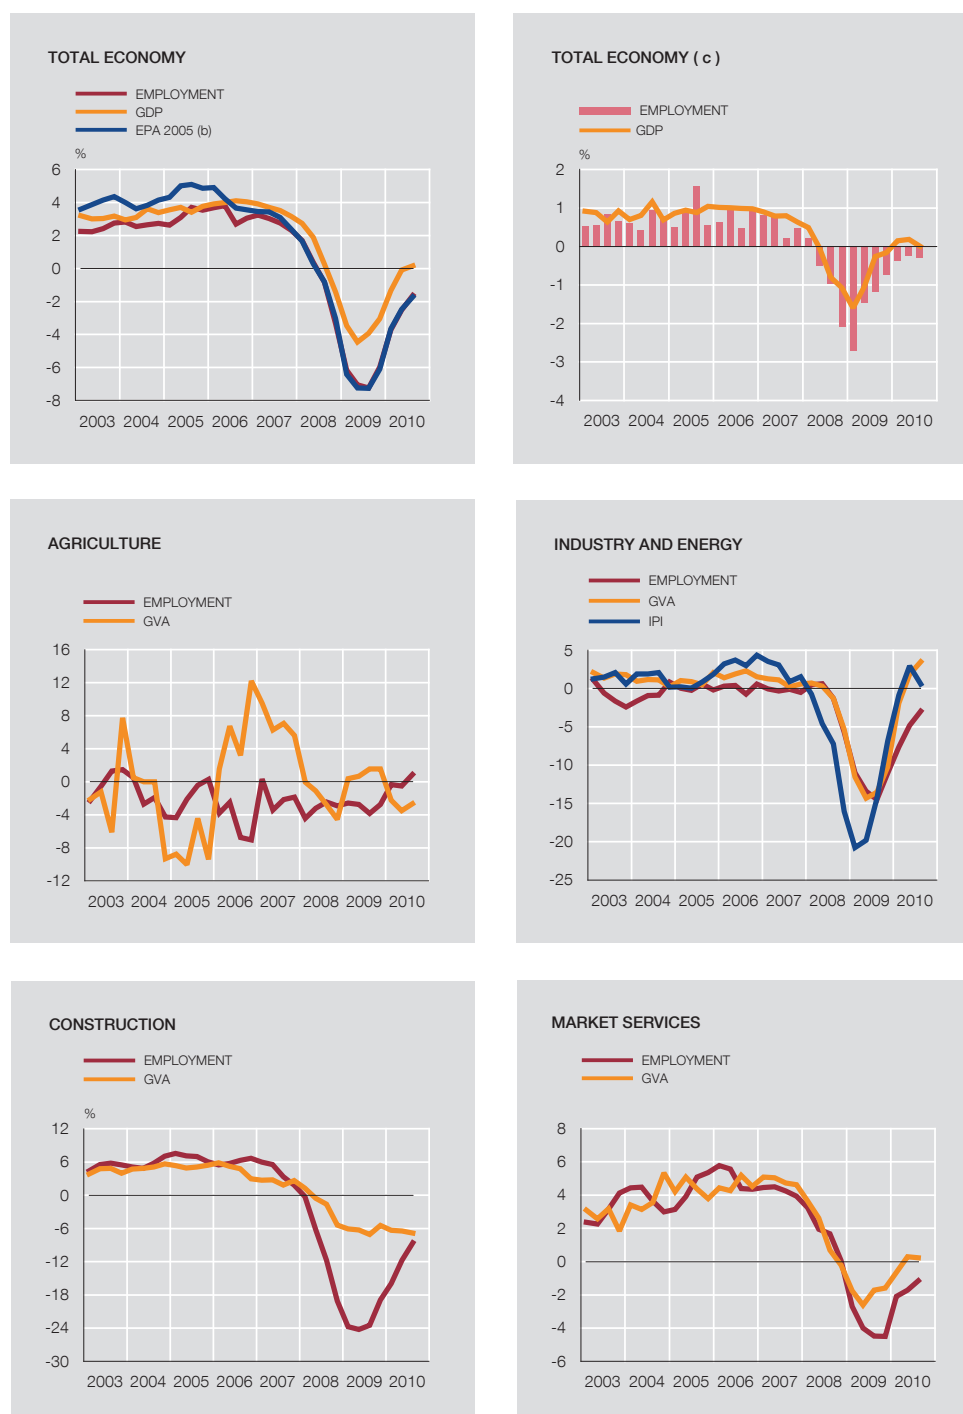 TOTAL ECONOMY
EMPLOYMENT
GDP
EPA 2005 (b)
%
6
4
2
0
-2
-4
-6
-8
2003 2004 2005 2006 2007 2008 2009 2010
TOTAL ECONOMY ( c )
EMPLOYMENT
GDP
%
2
1
0
-1
-2
-3
-4
2003 2004 2005 2006 2007 2008 2009 2010
AGRICULTURE
EMPLOYMENT
GVA
16
12
8
4
0
-4
-8
-12
2003 2004 2005 2006 2007 2008 2009 2010
INDUSTRY AND ENERGY
EMPLOYMENT
GVA
IPI
5
0
-5
-10
-15
-20
-25
2003 2004 2005 2006 2007 2008 2009 2010
CONSTRUCTION
EMPLOYMENT
GVA
%
12
6
0
-6
-12
-18
-24
-30
2003 2004 2005 2006 2007 2008 2009 2010
MARKET SERVICES
EMPLOYMENT
GVA
8
6
4
2
0
-2
-4
-6
2003 2004 2005 2006 2007 2008 2009 2010